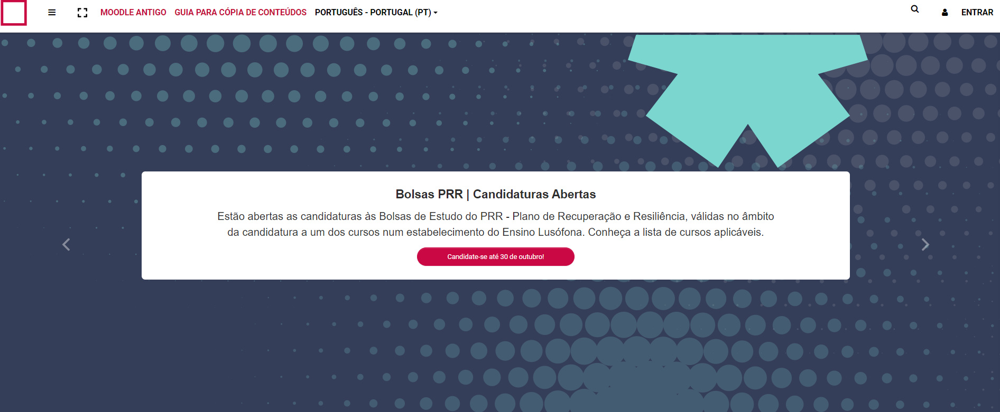 MOODLE ANTIGO GUIA PARA CÓPIA DE CONTEÚDOS PORTUGUÊS - PORTUGAL (PT) ENTRAR
Bolsas PRR | Candidaturas Abertas
Estão abertas as candidaturas às Bolsas de Estudo do PRR - Plano de Recuperação e Resiliência, válidas no âmbito
da candidatura a um dos cursos num estabelecimento do Ensino Lusófona. Conheça a lista de cursos aplicáveis.
Candidate-se até 30 de outubro!